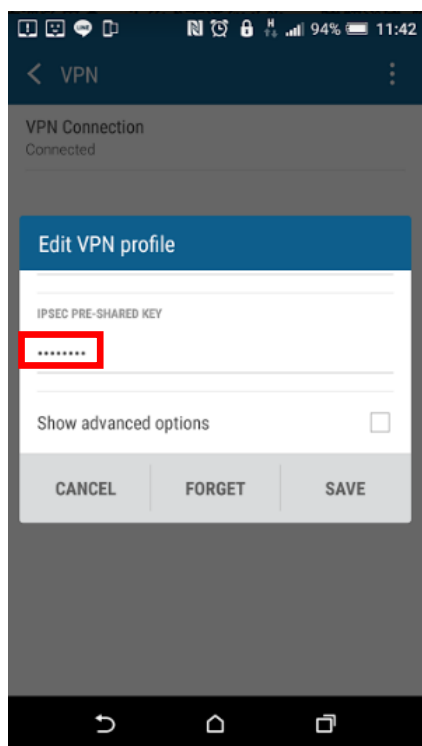 94% 11:42
VPN
VPN Connection
Connected
Edit VPN profile
IPSEC PRE-SHARED KEY
••••••••
Show advanced options
CANCEL FORGET SAVE